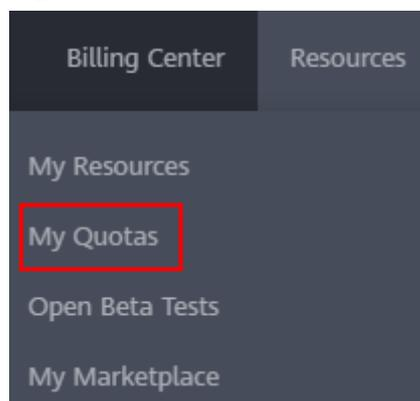 Billing Center Resources
My Resources
My Quotas
Open Beta Tests
My Marketplace